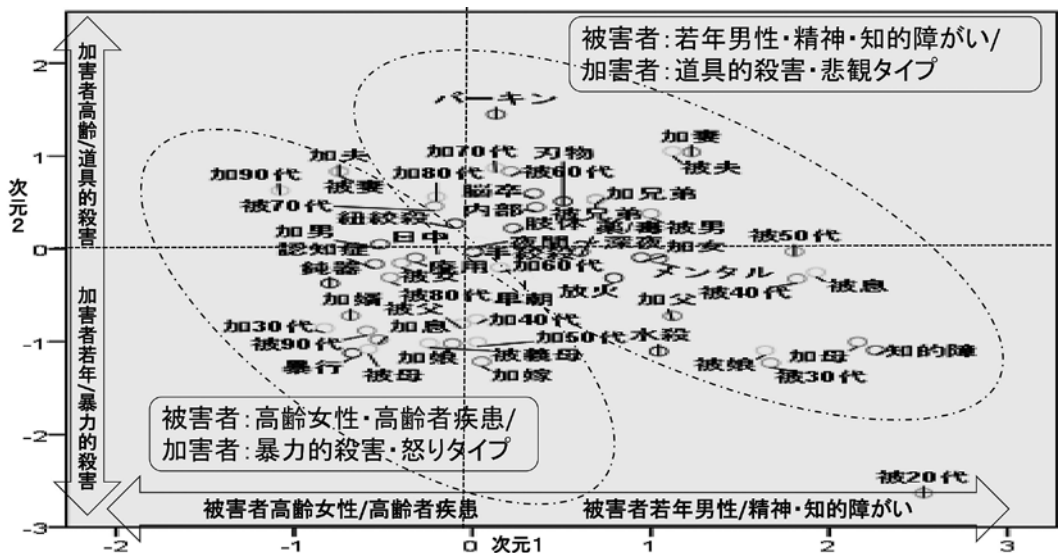 被害者:若年男性・精神・知的障がい/
加害者:道具的殺害・悲観タイプ
加害者高齢/道具的殺害
次元2
加害者若年/暴力的殺害
2
1
0
-1
-2
-3
パーキン
加妻
被夫
加夫
被妻
加70代
刃物
加90代
加80代
被60代
被70代
脳卒
加兄弟
紐絞殺
内部
被兄弟
肢体
薬/毒被男
加男
日中
夜間
深夜
加女
被50代
認知症
手絞殺
鈍器
廃用
加60代
メンタル
被女
被40代
被息
加婿
被80代
早朝
放火
加父
被父
加30代
加息
加40代
水殺
被90代
加50代
加娘
被義母
被娘
加母
知的障
暴行
被母
加嫁
被30代
被害者:高齢女性・高齢者疾患/
加害者:暴力的殺害・怒りタイプ
被20代
被害者高齢女性/高齢者疾患
被害者若年男性/精神・知的障がい
-2
-1
0
次元1
1
2
3